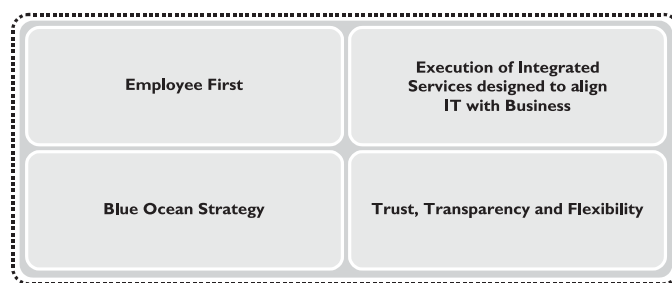 Employee First
Execution of Integrated
Services designed to align
IT with Business
Blue Ocean Strategy
Trust, Transparency and Flexibility